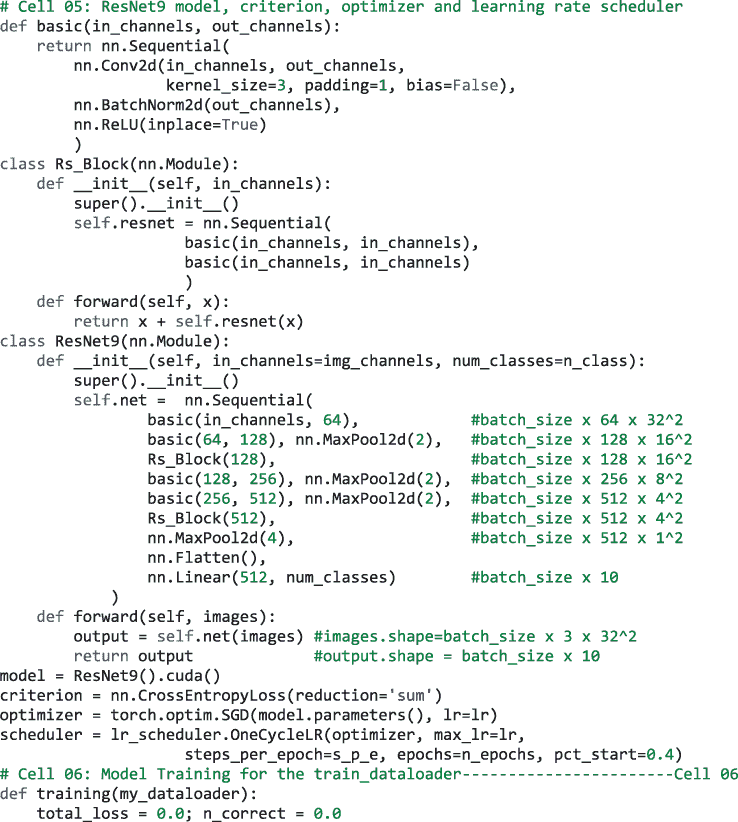 # Cell 05: ResNet9 model, criterion, optimizer and learning rate scheduler
def basic(in_channels, out_channels):
    return nn.Sequential(
        nn.Conv2d(in_channels, out_channels,
                  kernel_size=3, padding=1, bias=False),
        nn.BatchNorm2d(out_channels),
        nn.ReLU(inplace=True)
        )
class Rs_Block(nn.Module):
    def __init__(self, in_channels):
        super().__init__()
        self.resnet = nn.Sequential(
                    basic(in_channels, in_channels),
                    basic(in_channels, in_channels)
                    )
    def forward(self, x):
        return x + self.resnet(x)
class ResNet9(nn.Module):
    def __init__(self, in_channels=img_channels, num_classes=n_class):
        super().__init__()
        self.net =  nn.Sequential(
                basic(in_channels, 64),            #batch_size x 64 x 32^2
                basic(64, 128), nn.MaxPool2d(2),   #batch_size x 128 x 16^2
                Rs_Block(128),                     #batch_size x 128 x 16^2
                basic(128, 256), nn.MaxPool2d(2),  #batch_size x 256 x 8^2
                basic(256, 512), nn.MaxPool2d(2),  #batch_size x 512 x 4^2
                Rs_Block(512),                     #batch_size x 512 x 4^2
                nn.MaxPool2d(4),                   #batch_size x 512 x 1^2
                nn.Flatten(),
                nn.Linear(512, num_classes)        #batch_size x 10
            )
    def forward(self, images):
        output = self.net(images) #images.shape=batch_size x 3 x 32^2
        return output             #output.shape = batch_size x 10
model = ResNet9().cuda()
criterion = nn.CrossEntropyLoss(reduction='sum')
optimizer = torch.optim.SGD(model.parameters(), lr=lr)
scheduler = lr_scheduler.OneCycleLR(optimizer, max_lr=lr,
                    steps_per_epoch=s_p_e, epochs=n_epochs, pct_start=0.4)
# Cell 06: Model Training for the train_dataloader-----------------------Cell 06
def training(my_dataloader):
    total_loss = 0.0; n_correct = 0.0